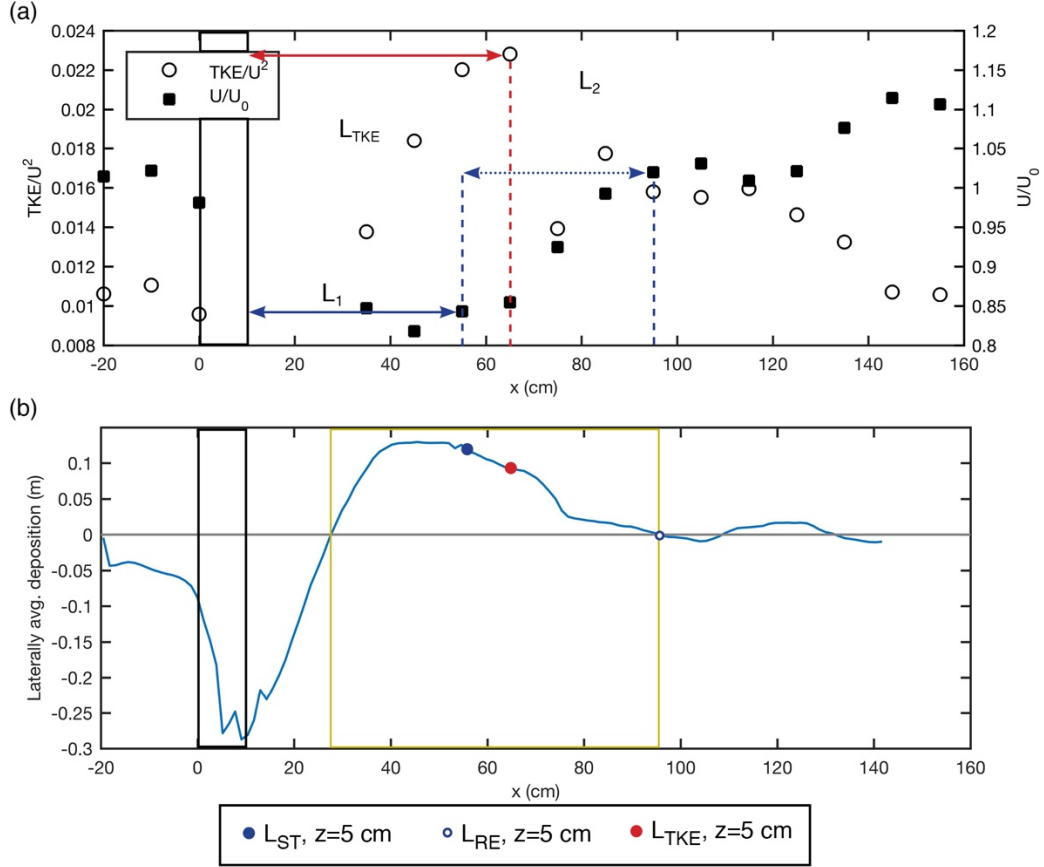 (a)
0.024
0.022
0.02
0.018
0.016
0.014
0.012
0.01
0.008
TKE/U²
TKE/U²
U/U₀
L_TKE
L₂
L₁
1.2
1.15
1.1
1.05
1
0.95
0.9
0.85
0.8
U/U₀
-20 0 20 40 60 80 100 120 140 160
x (cm)
(b)
0.1
0.05
0
-0.05
-0.1
-0.15
-0.2
-0.25
-0.3
Laterally avg. deposition (m)
-20 0 20 40 60 80 100 120 140 160
x (cm)
L_ST, z=5 cm L_RE, z=5 cm L_TKE, z=5 cm